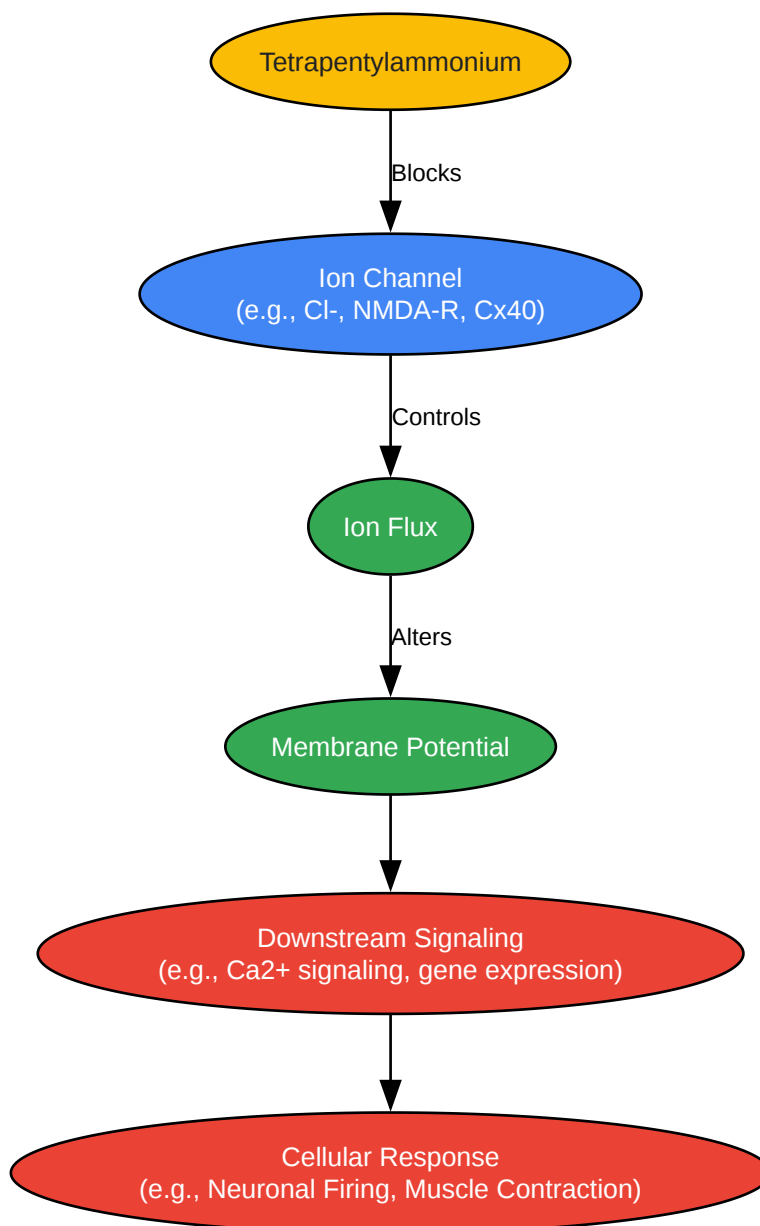 Tetrapentylammonium
Blocks
Ion Channel
(e.g., Cl-, NMDA-R, Cx40)
Controls
Ion Flux
Alters
Membrane Potential
Downstream Signaling
(e.g., Ca2+ signaling, gene expression)
Cellular Response
(e.g., Neuronal Firing, Muscle Contraction)